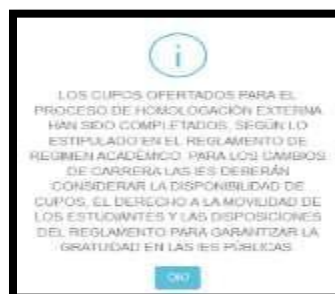 i
LOS CUPOS OFERTADOS PARA EL
PROCESO DE HOMOLOGACIÓN EXTERNA
HAN SIDO COMPLETADOS, SEGÚN LO
ESTIPULADO EN EL REGLAMENTO DE
RÉGIMEN ACADÉMICO. PARA LOS CAMBIOS
DE CARRERA LAS IES DEBERÁN
CONSIDERAR LA DISPONIBILIDAD DE
CUPOS, EL DERECHO A LA MOVILIDAD DE
LOS ESTUDIANTES Y LAS DISPOSICIONES
DEL REGLAMENTO PARA GARANTIZAR LA
GRATUIDAD EN LAS IES PÚBLICAS